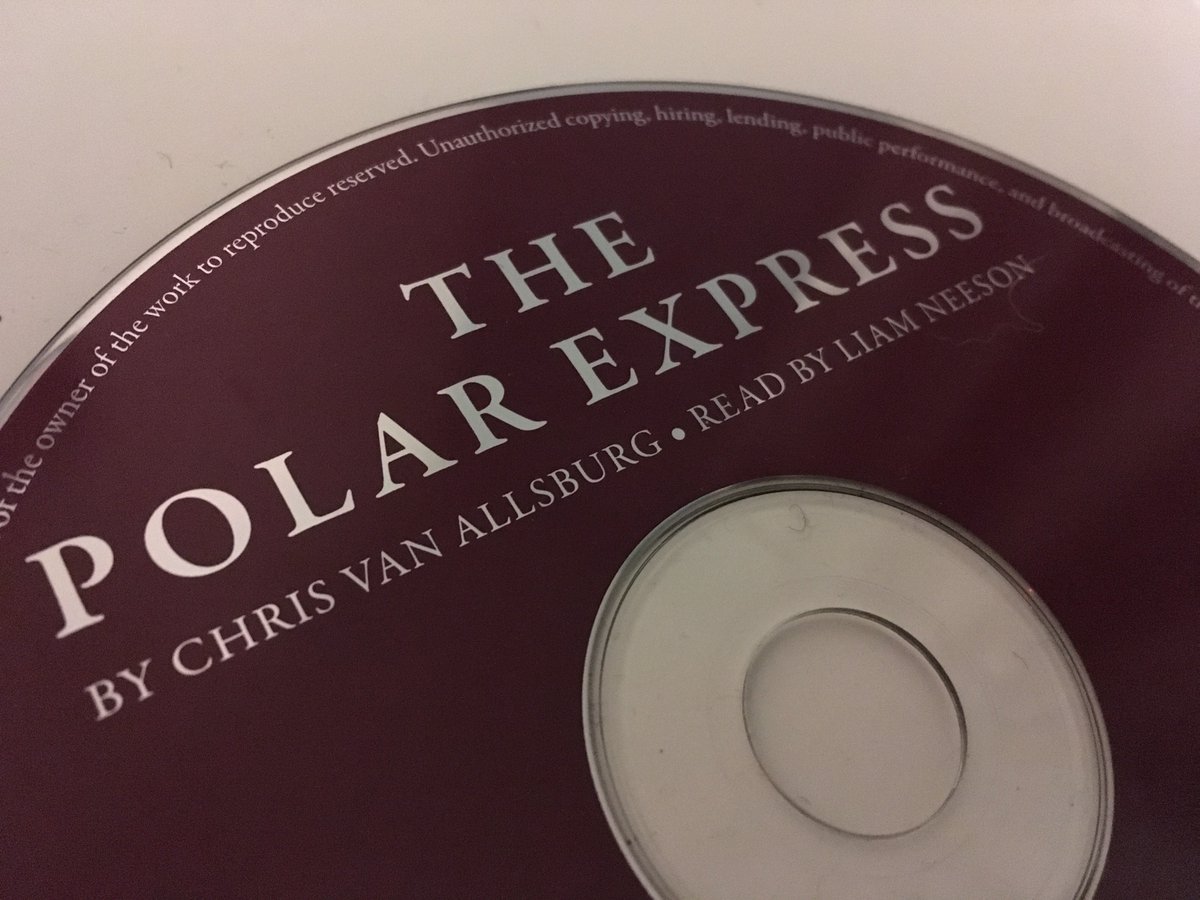 of the owner of the work to reproduce reserved. Unauthorized copying, hiring, lending, public performance, and broadcasting of
THE
POLAR EXPRESS
BY CHRIS VAN ALLSBURG • READ BY LIAM NEESON